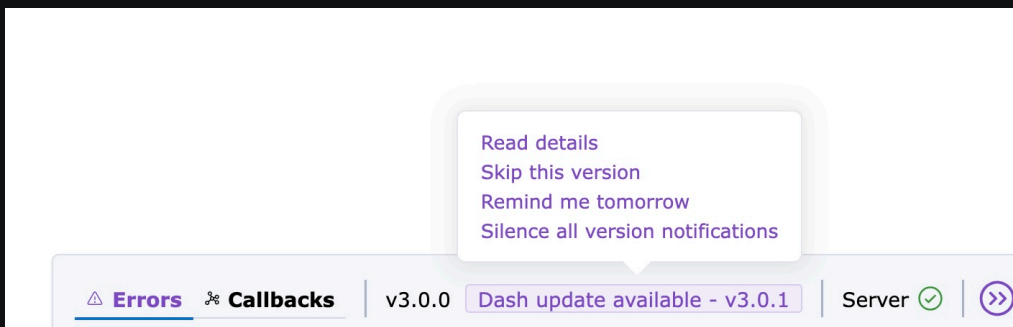 Read details
Skip this version
Remind me tomorrow
Silence all version notifications
Errors Callbacks v3.0.0 Dash update available - v3.0.1 Server